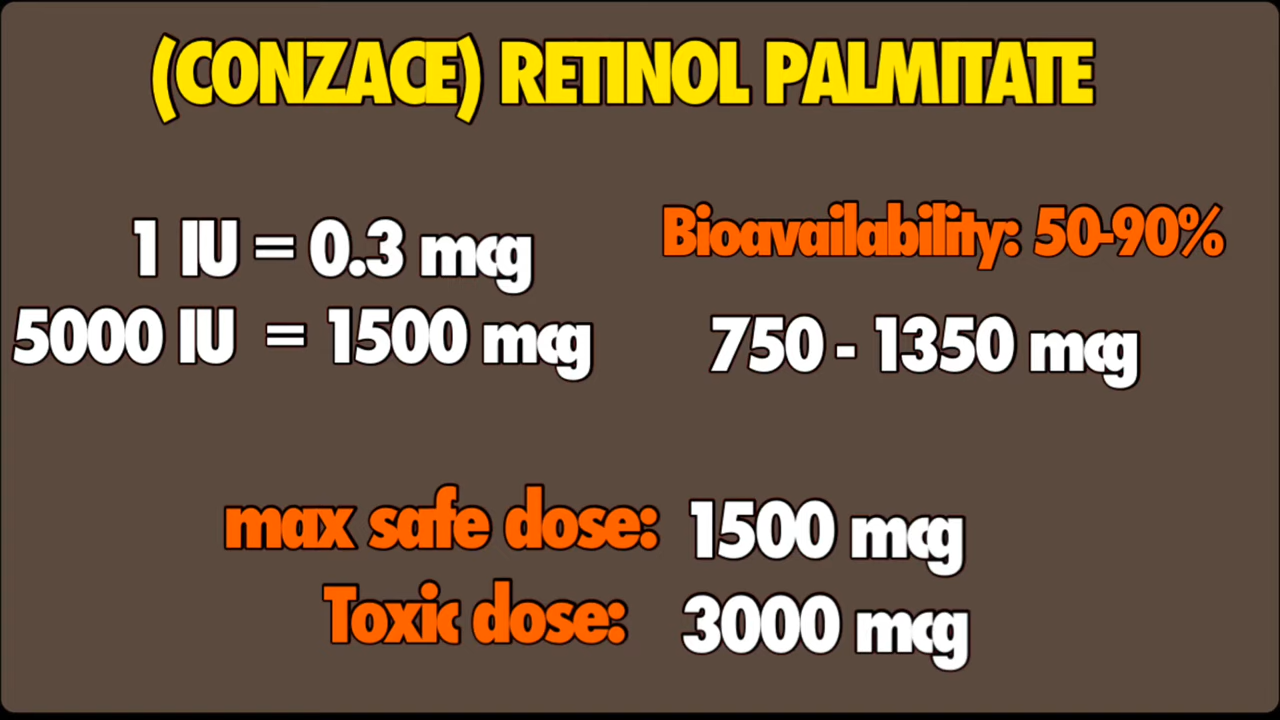 (CONZACE) RETINOL PALMITATE
1 IU = 0.3 mcg
5000 IU = 1500 mcg
Bioavailability: 50-90%
750 - 1350 mcg
max safe dose: 1500 mcg
Toxic dose: 3000 mcg